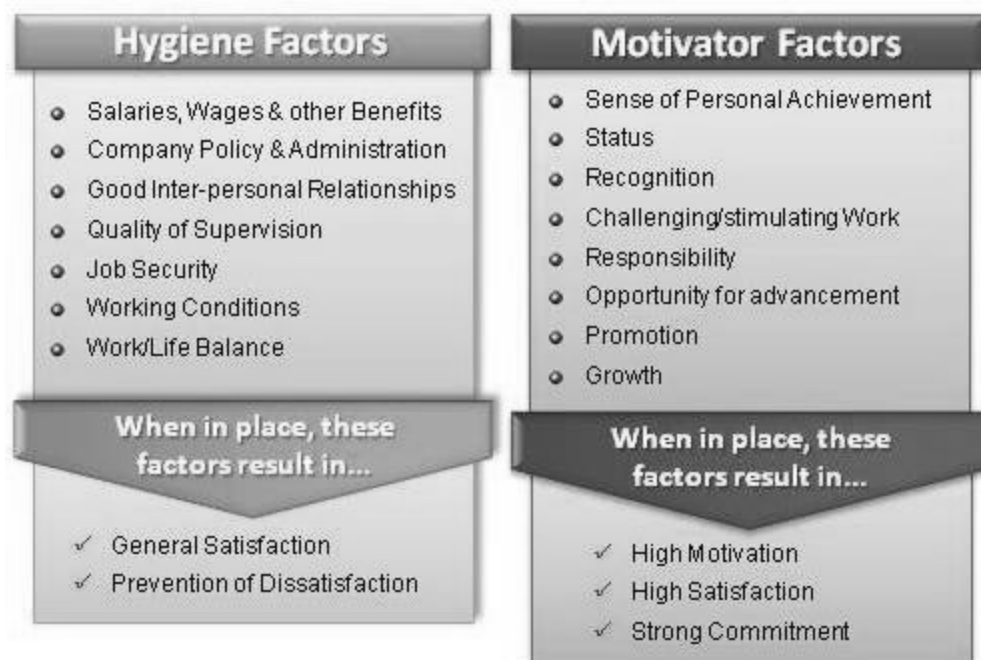 Hygiene Factors
Salaries, Wages & other Benefits
Company Policy & Administration
Good Inter-personal Relationships
Quality of Supervision
Job Security
Working Conditions
Work/Life Balance
When in place, these
factors result in...
General Satisfaction
Prevention of Dissatisfaction
Motivator Factors
Sense of Personal Achievement
Status
Recognition
Challenging/stimulating Work
Responsibility
Opportunity for advancement
Promotion
Growth
When in place, these
factors result in...
High Motivation
High Satisfaction
Strong Commitment